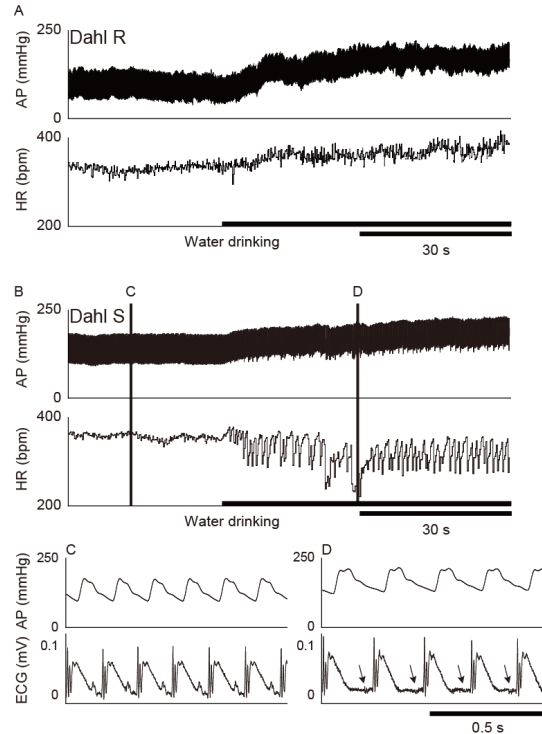 A
Dahl R
250
AP (mmHg)
0
400
HR (bpm)
200
Water drinking
30 s
B
C
D
Dahl S
250
AP (mmHg)
0
400
HR (bpm)
200
Water drinking
30 s
C
250
AP (mmHg)
0
0.1
ECG (mV)
0
D
250
0
0.1
0
0.5 s